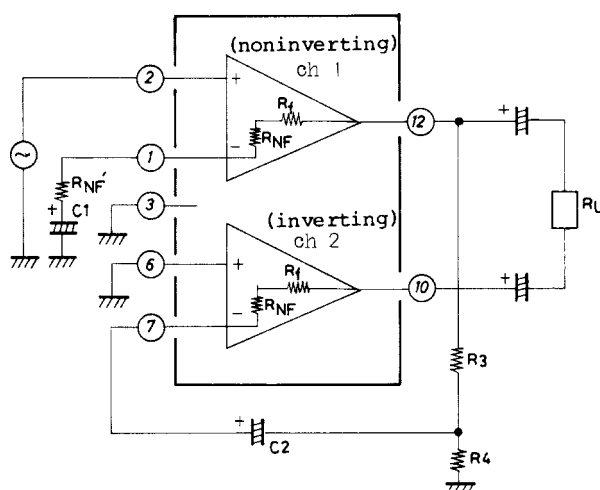 (noninverting)
ch 1
2
+
Rf
12
+
RNF
−
1
RNF'
+
C1
3
RL
(inverting)
ch 2
6
+
Rf
10
+
RNF
−
7
R3
+
C2
R4